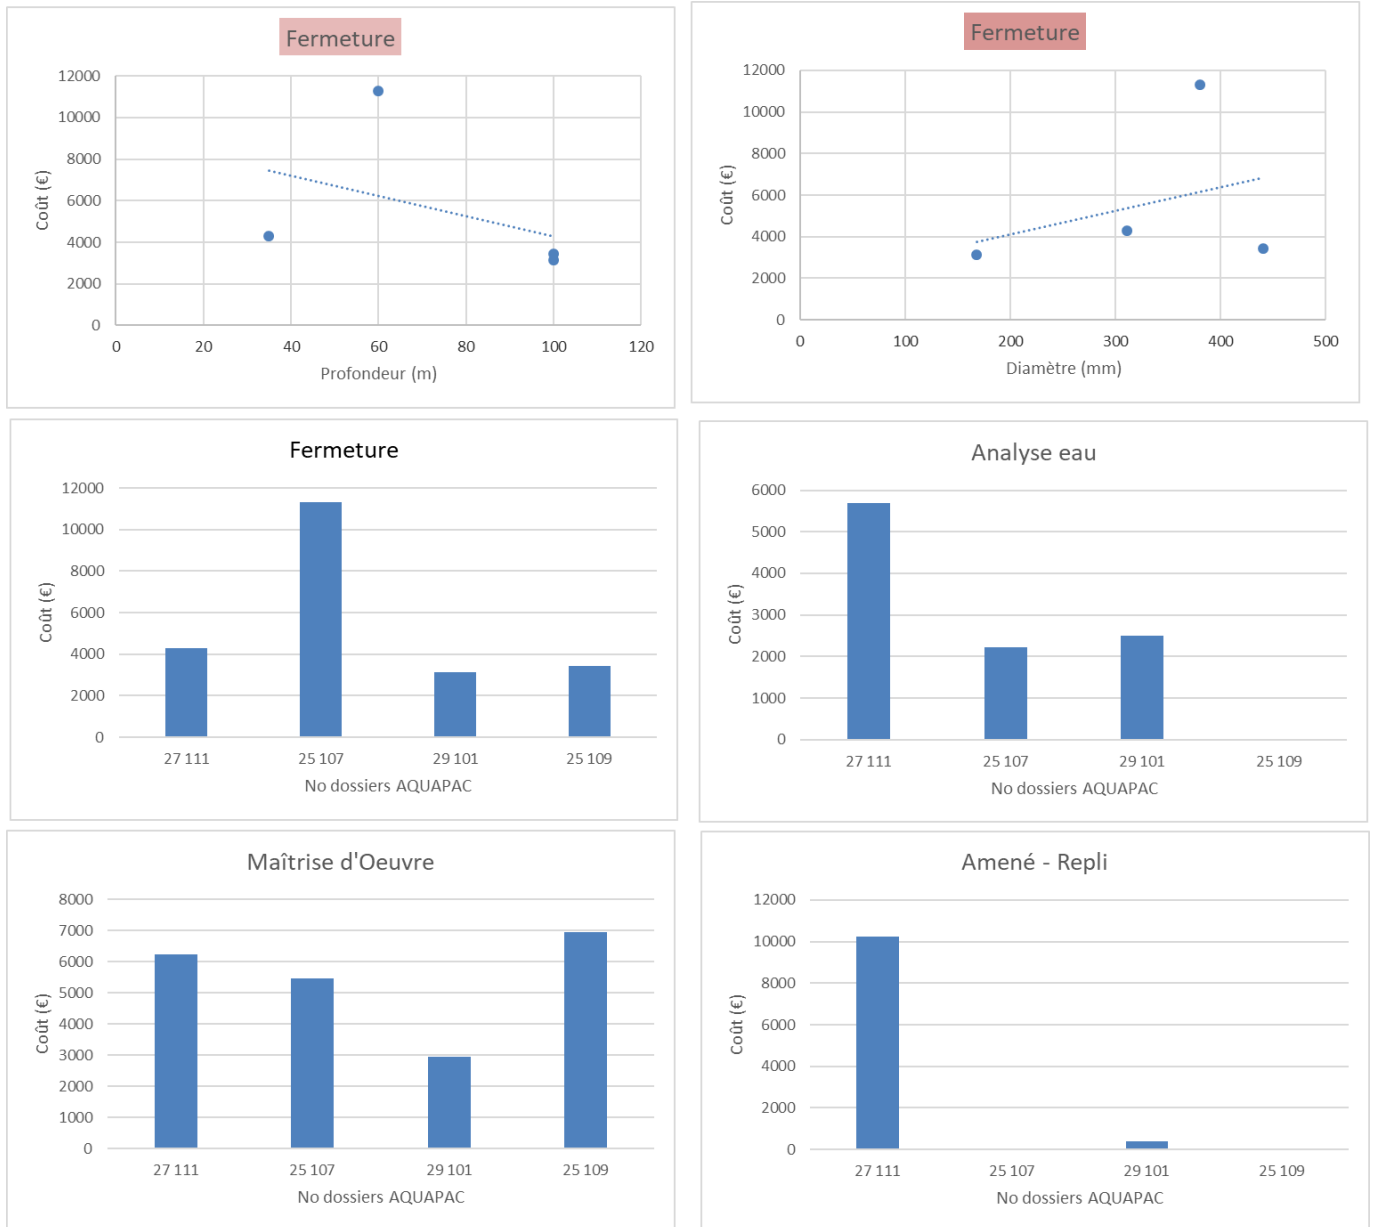 Fermeture
12000
10000
8000
6000
4000
2000
0
Coût (€)
0 20 40 60 80 100 120
Profondeur (m)
Fermeture
12000
10000
8000
6000
4000
2000
0
Coût (€)
0 100 200 300 400 500
Diamètre (mm)
Fermeture
12000
10000
8000
6000
4000
2000
0
Coût (€)
27 111 25 107 29 101 25 109
No dossiers AQUAPAC
Analyse eau
6000
5000
4000
3000
2000
1000
0
Coût (€)
27 111 25 107 29 101 25 109
No dossiers AQUAPAC
Maîtrise d'Oeuvre
8000
7000
6000
5000
4000
3000
2000
1000
0
Coût (€)
27 111 25 107 29 101 25 109
No dossiers AQUAPAC
Amené - Repli
12000
10000
8000
6000
4000
2000
0
Coût (€)
27 111 25 107 29 101 25 109
No dossiers AQUAPAC